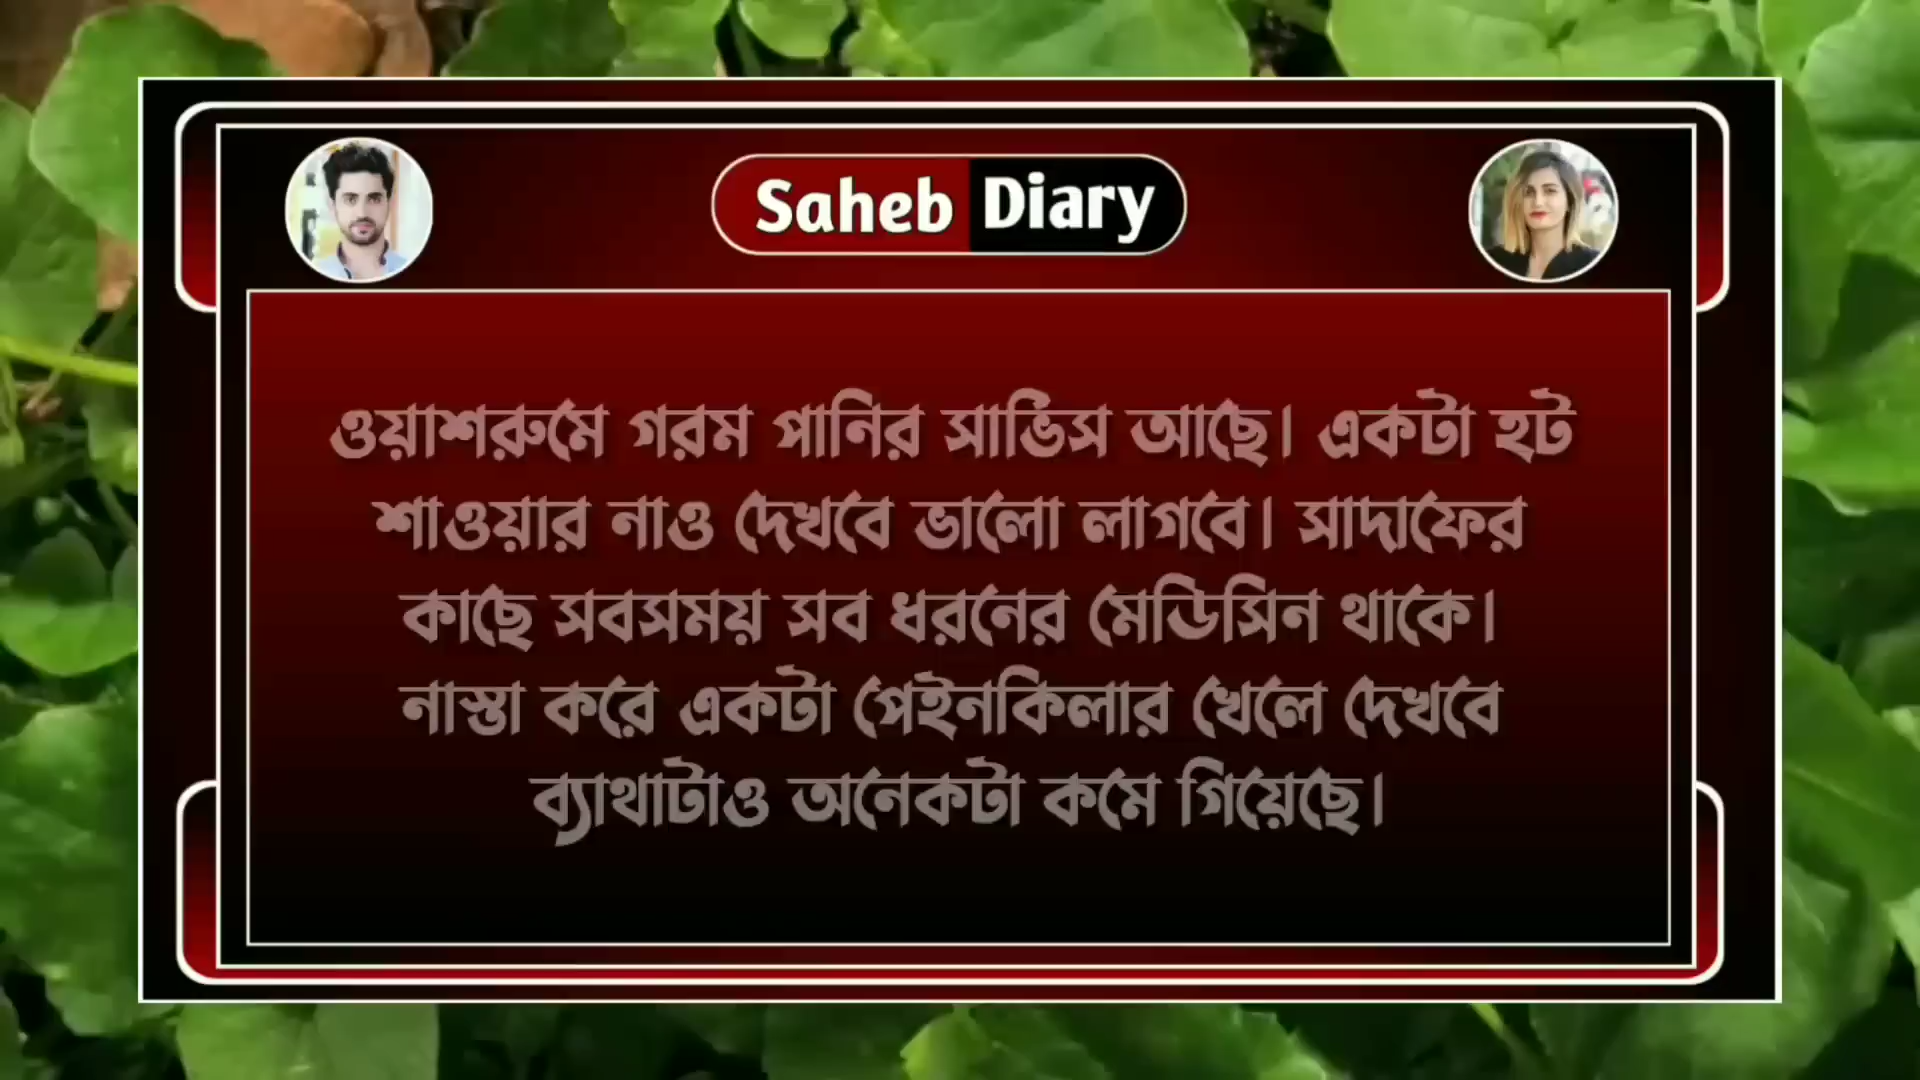 Saheb Diary
ওয়াশরুমে গরম পানির সার্ভিস আছে। একটা হট
শাওয়ার নাও দেখবে ভালো লাগবে। সাদাফের
কাছে সবসময় সব ধরনের মেডিসিন থাকে।
নাস্তা করে একটা পেইনকিলার খেলে দেখবে
ব্যাথাটাও অনেকটা কমে গিয়েছে।